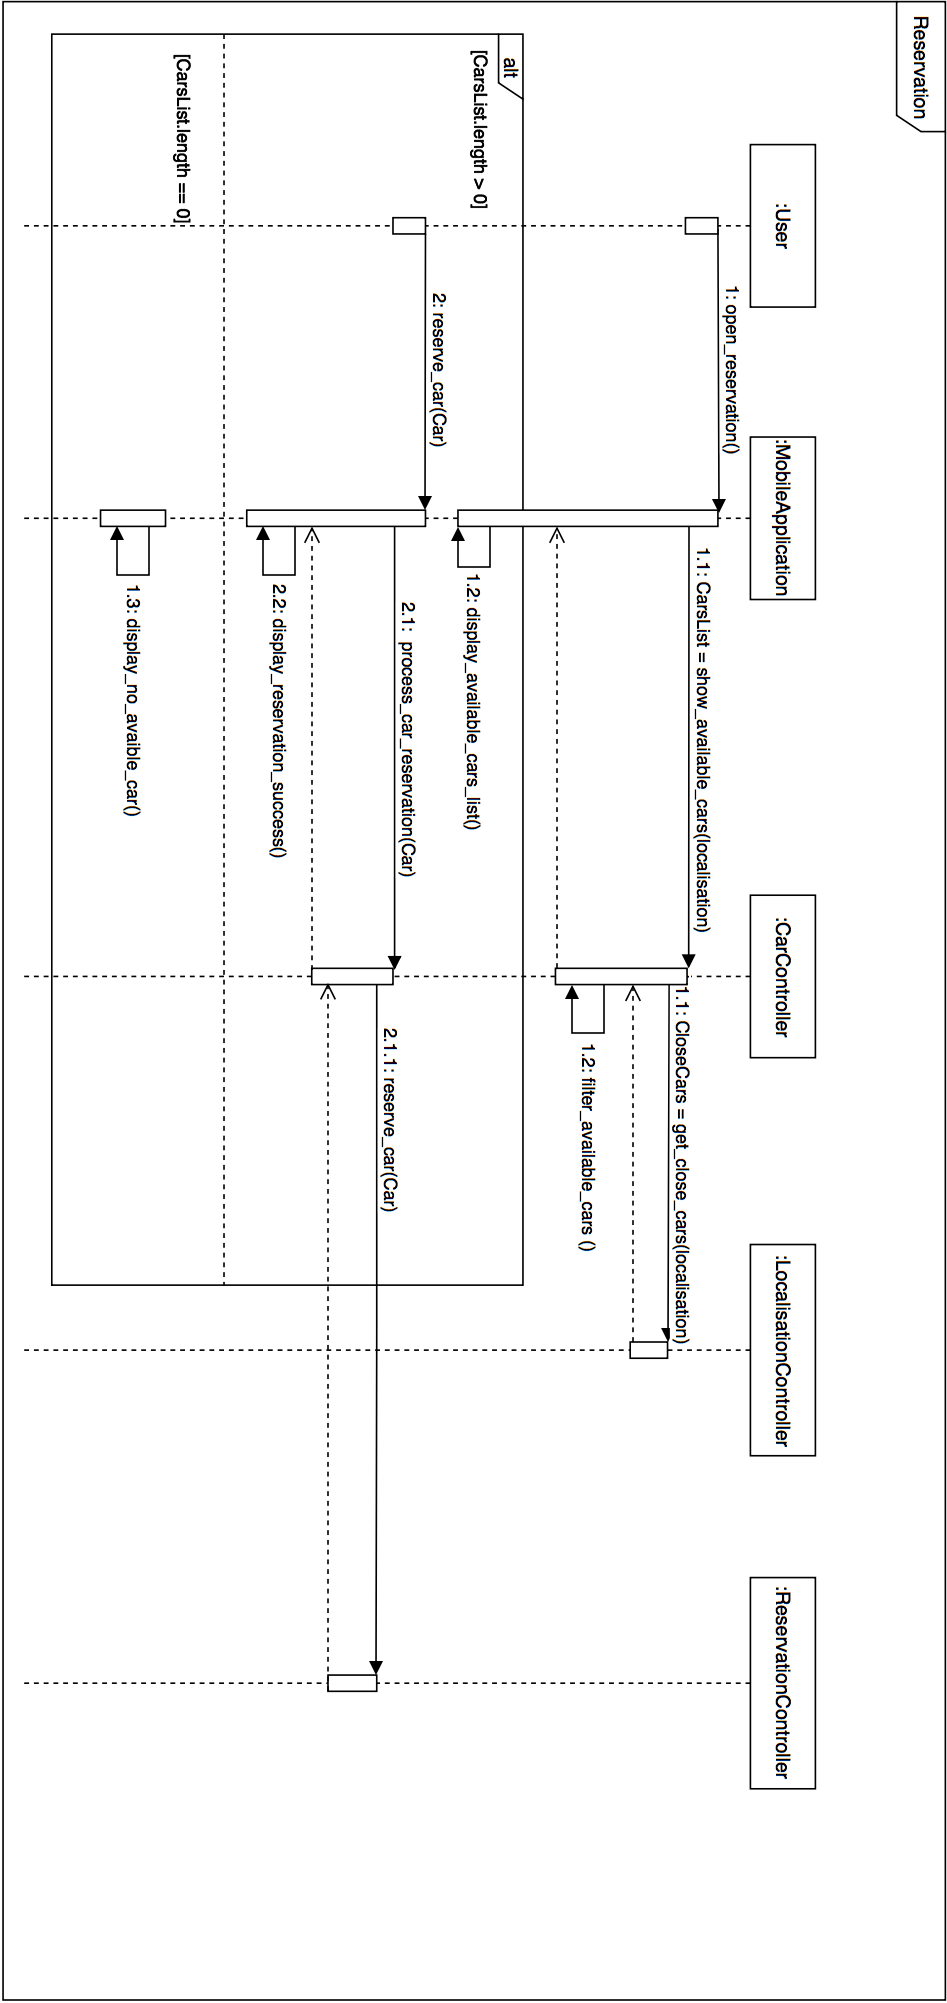 Reservation
:User
:MobileApplication
:CarController
:LocalisationController
:ReservationController
1: open_reservation()
1.1: CarsList = show_available_cars(localisation)
1.1: CloseCars = get_close_cars(localisation)
1.2: filter_available_cars ()
alt
[CarsList.length > 0]
1.2: display_available_cars_list()
2: reserve_car(Car)
2.1: process_car_reservation(Car)
2.1.1: reserve_car(Car)
2.2: display_reservation_success()
[CarsList.length == 0]
1.3: display_no_avaible_car()